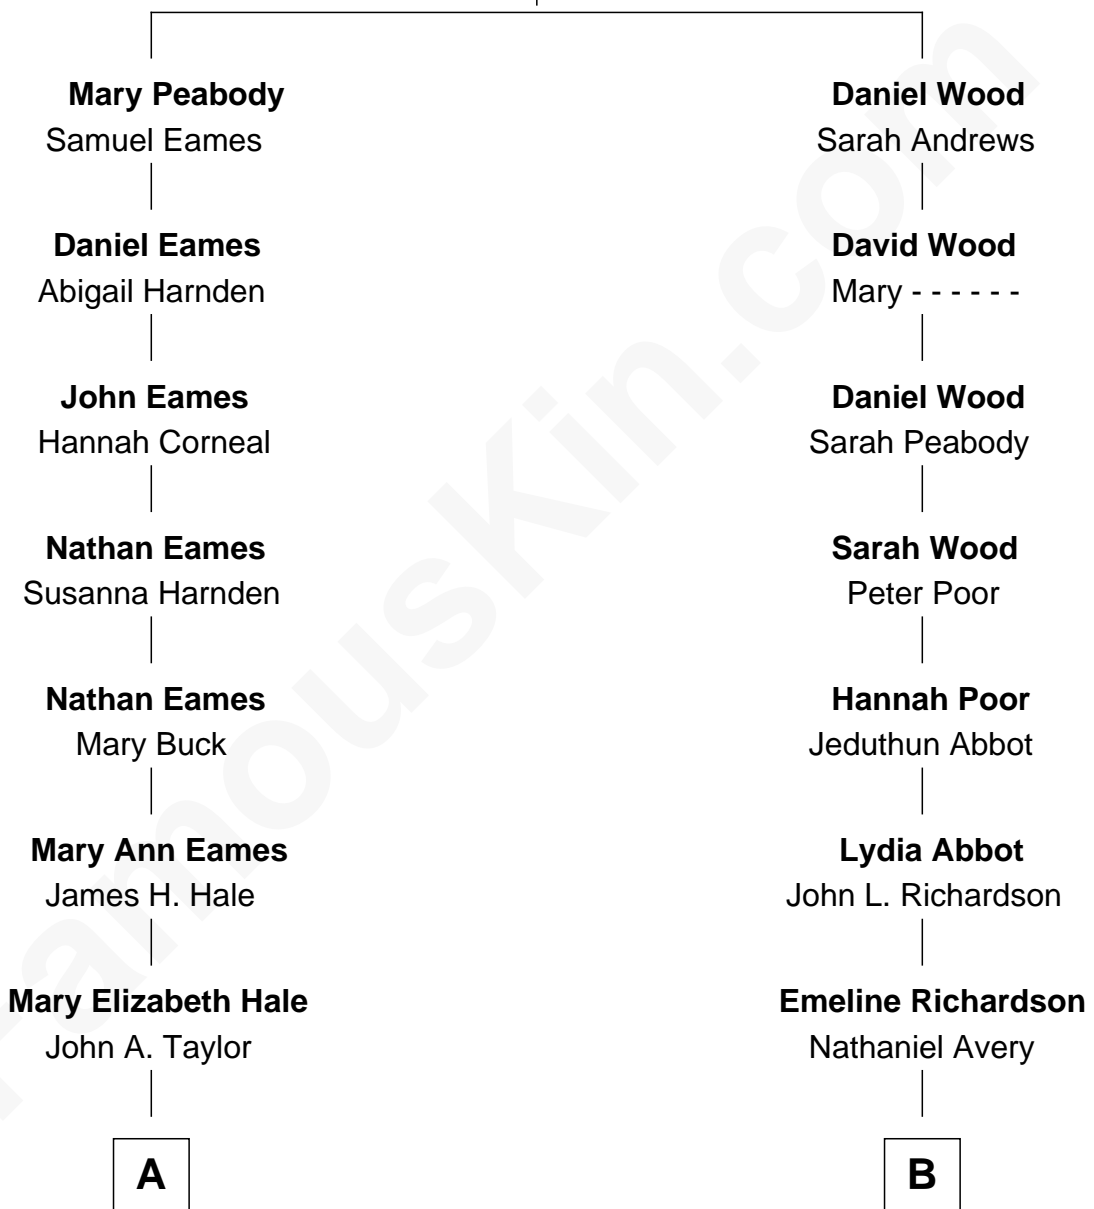 Mary Peabody
Samuel Eames
Daniel Eames
Abigail Harnden
John Eames
Hannah Corneal
Nathan Eames
Susanna Harnden
Nathan Eames
Mary Buck
Mary Ann Eames
James H. Hale
Mary Elizabeth Hale
John A. Taylor
A
Daniel Wood
Sarah Andrews
David Wood
Mary - - - - - -
Daniel Wood
Sarah Peabody
Sarah Wood
Peter Poor
Hannah Poor
Jeduthun Abbot
Lydia Abbot
John L. Richardson
Emeline Richardson
Nathaniel Avery
B
FamousKin.com